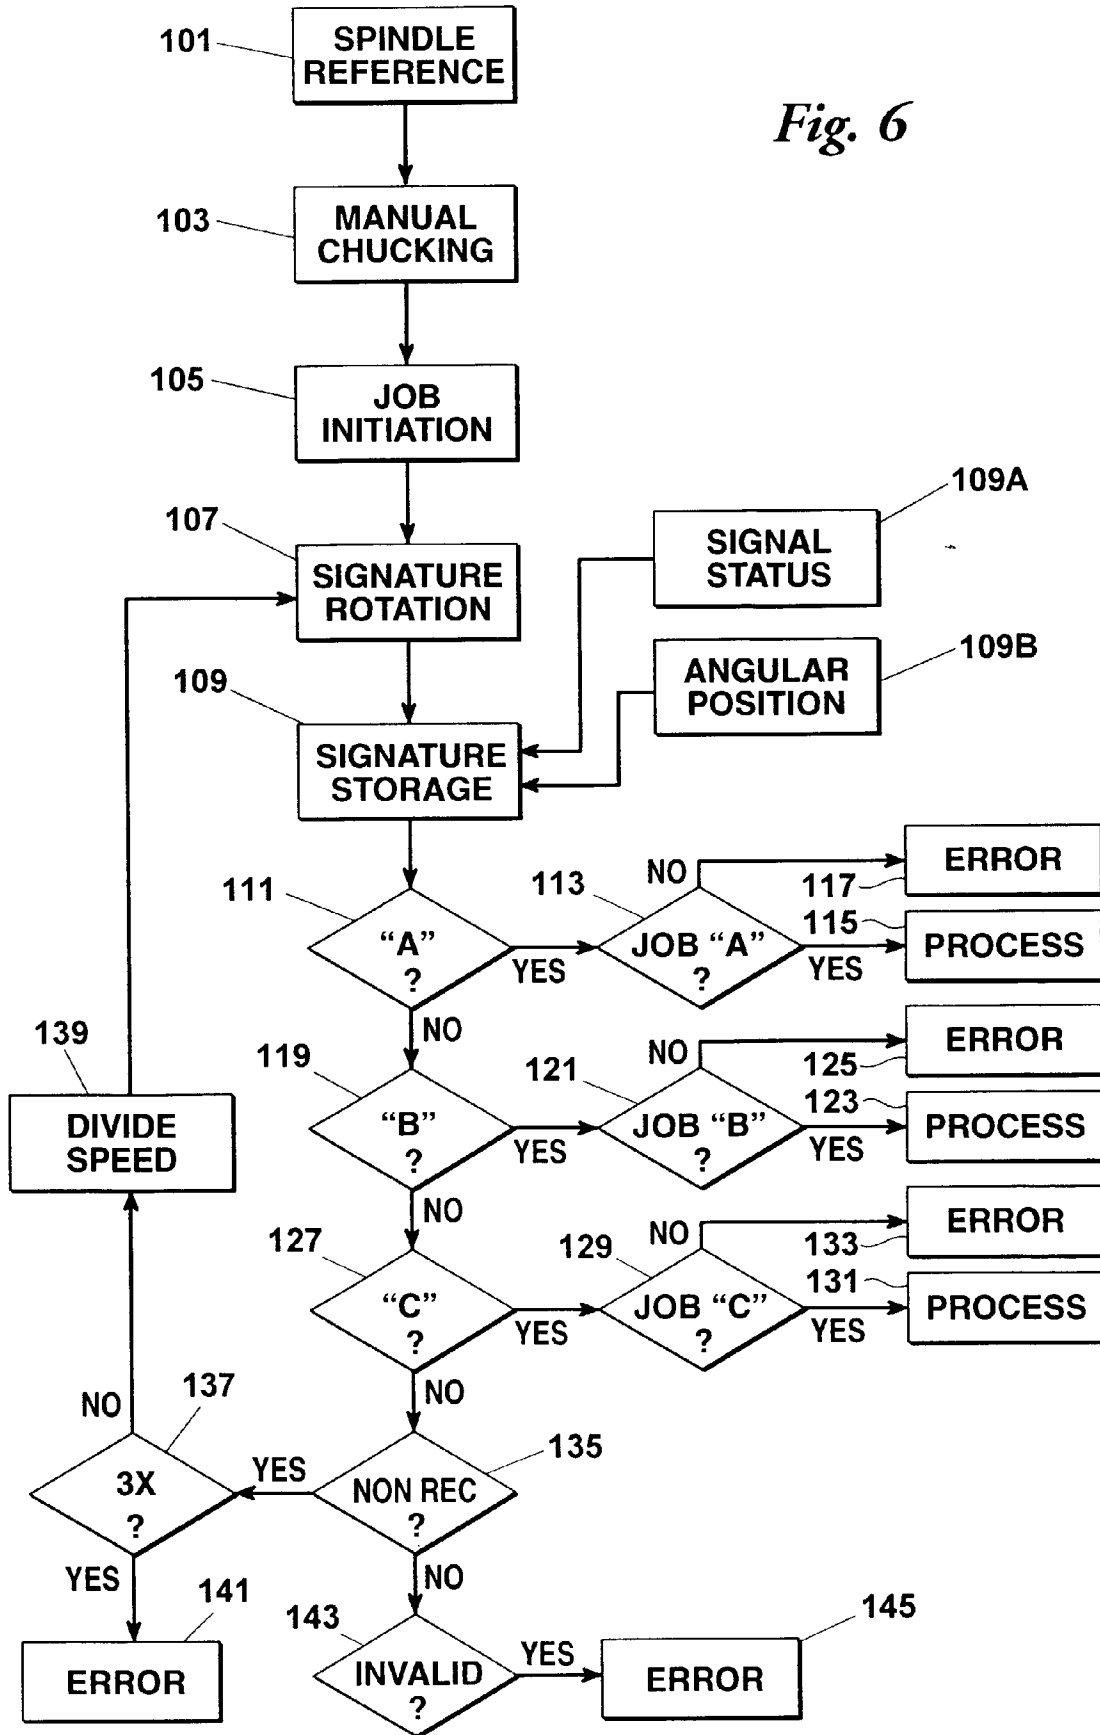 101
SPINDLE
REFERENCE
Fig. 6
103
MANUAL
CHUCKING
105
JOB
INITIATION
107
SIGNATURE
ROTATION
109A
SIGNAL
STATUS
109B
ANGULAR
POSITION
109
SIGNATURE
STORAGE
111
"A"
?
YES
NO
113
JOB "A"
?
NO
YES
117
ERROR
115
PROCESS
139
DIVIDE
SPEED
119
"B"
?
YES
NO
121
JOB "B"
?
NO
YES
125
ERROR
123
PROCESS
127
"C"
?
YES
NO
129
JOB "C"
?
NO
YES
133
ERROR
131
PROCESS
135
NON REC
?
YES
NO
137
3X
?
NO
YES
141
ERROR
143
INVALID
?
YES
145
ERROR